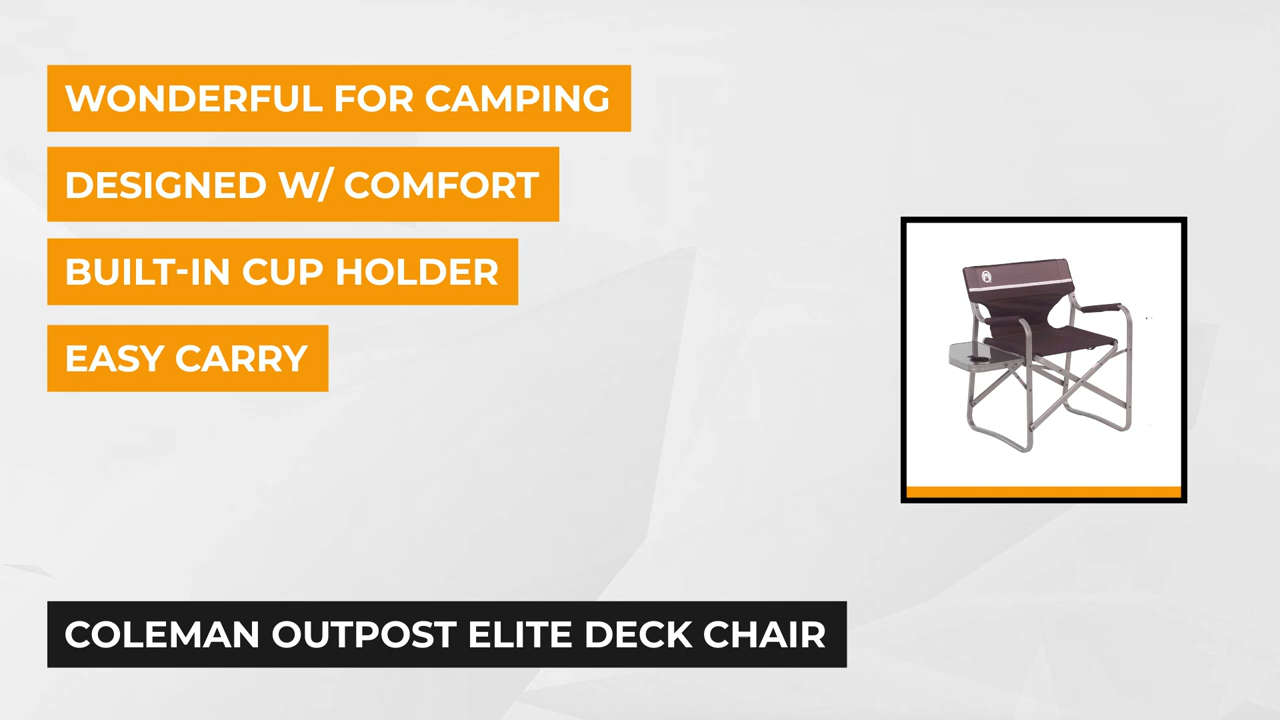 WONDERFUL FOR CAMPING
DESIGNED W/ COMFORT
BUILT-IN CUP HOLDER
EASY CARRY
COLEMAN OUTPOST ELITE DECK CHAIR